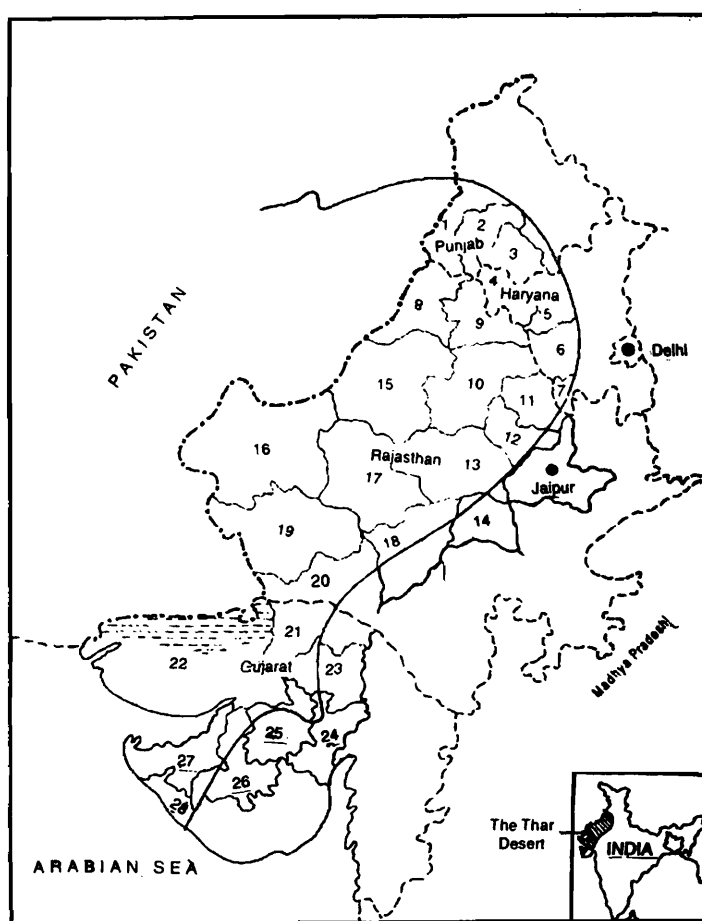 1
2
Punjab
3
4
Haryana
8
5
9
6
Delhi
PAKISTAN
15
10
11
7
12
16
Rajasthan
17
13
Jaipur
14
19
18
20
21
22
Gujarat
23
Madhya Pradesh
25
24
27
26
28
The Thar
Desert
INDIA
ARABIAN SEA